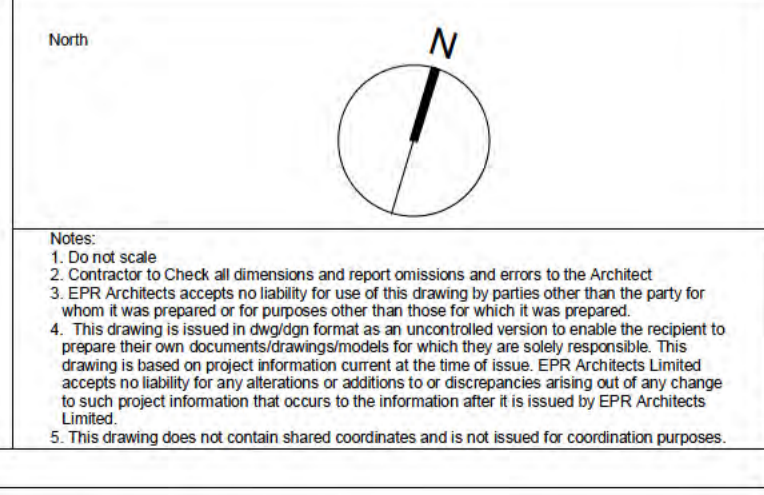 North
N
Notes:
1. Do not scale
2. Contractor to Check all dimensions and report omissions and errors to the Architect
3. EPR Architects accepts no liability for use of this drawing by parties other than the party for
whom it was prepared or for purposes other than those for which it was prepared.
4. This drawing is issued in dwg/dgn format as an uncontrolled version to enable the recipient to
prepare their own documents/drawings/models for which they are solely responsible. This
drawing is based on project information current at the time of issue. EPR Architects Limited
accepts no liability for any alterations or additions to or discrepancies arising out of any change
to such project information that occurs to the information after it is issued by EPR Architects
Limited.
5. This drawing does not contain shared coordinates and is not issued for coordination purposes.